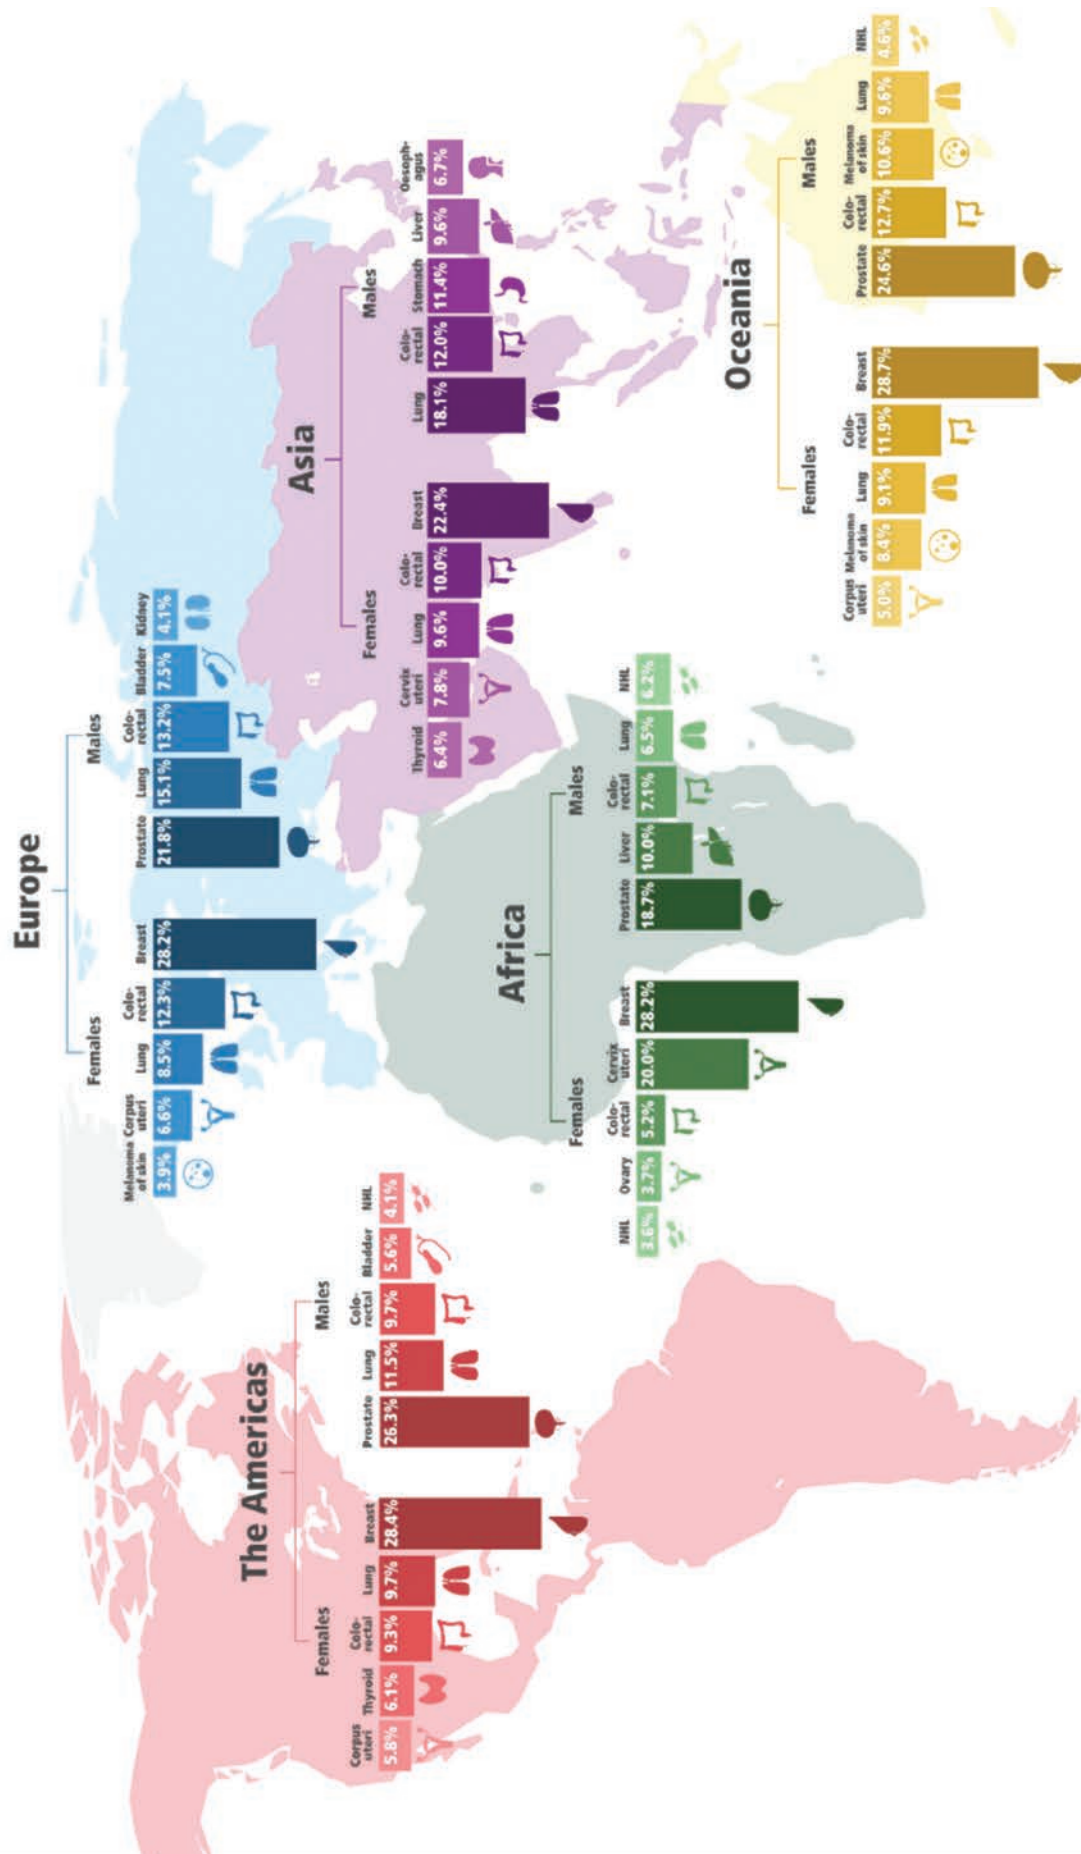 Europe
Females
Males
Melanoma
of skin
3.9%
Corpus
uteri
6.6%
Lung
8.5%
Colo-
rectal
12.3%
Breast
28.2%
Prostate
21.8%
Lung
15.1%
Colo-
rectal
13.2%
Bladder
7.5%
Kidney
4.1%
The Americas
Females
Males
Corpus
uteri
5.8%
Thyroid
6.1%
Colo-
rectal
9.3%
Lung
9.7%
Breast
28.4%
Prostate
26.3%
Lung
11.5%
Colo-
rectal
9.7%
Bladder
5.6%
NHL
4.1%
Asia
Females
Males
Thyroid
6.4%
Cervix
uteri
7.8%
Lung
9.6%
Colo-
rectal
10.0%
Breast
22.4%
Lung
18.1%
Colo-
rectal
12.0%
Stomach
11.4%
Liver
9.6%
Oesoph-
agus
6.7%
Africa
Females
Males
NHL
3.6%
Ovary
3.7%
Colo-
rectal
5.2%
Cervix
uteri
20.0%
Breast
28.2%
Prostate
18.7%
Liver
10.0%
Colo-
rectal
7.1%
Lung
6.5%
NHL
6.2%
Oceania
Females
Males
Corpus
uteri
5.0%
Melanoma
of skin
8.4%
Lung
9.1%
Colo-
rectal
11.9%
Breast
28.7%
Prostate
24.6%
Colo-
rectal
12.7%
Melanoma
of skin
10.6%
Lung
9.6%
NHL
4.6%